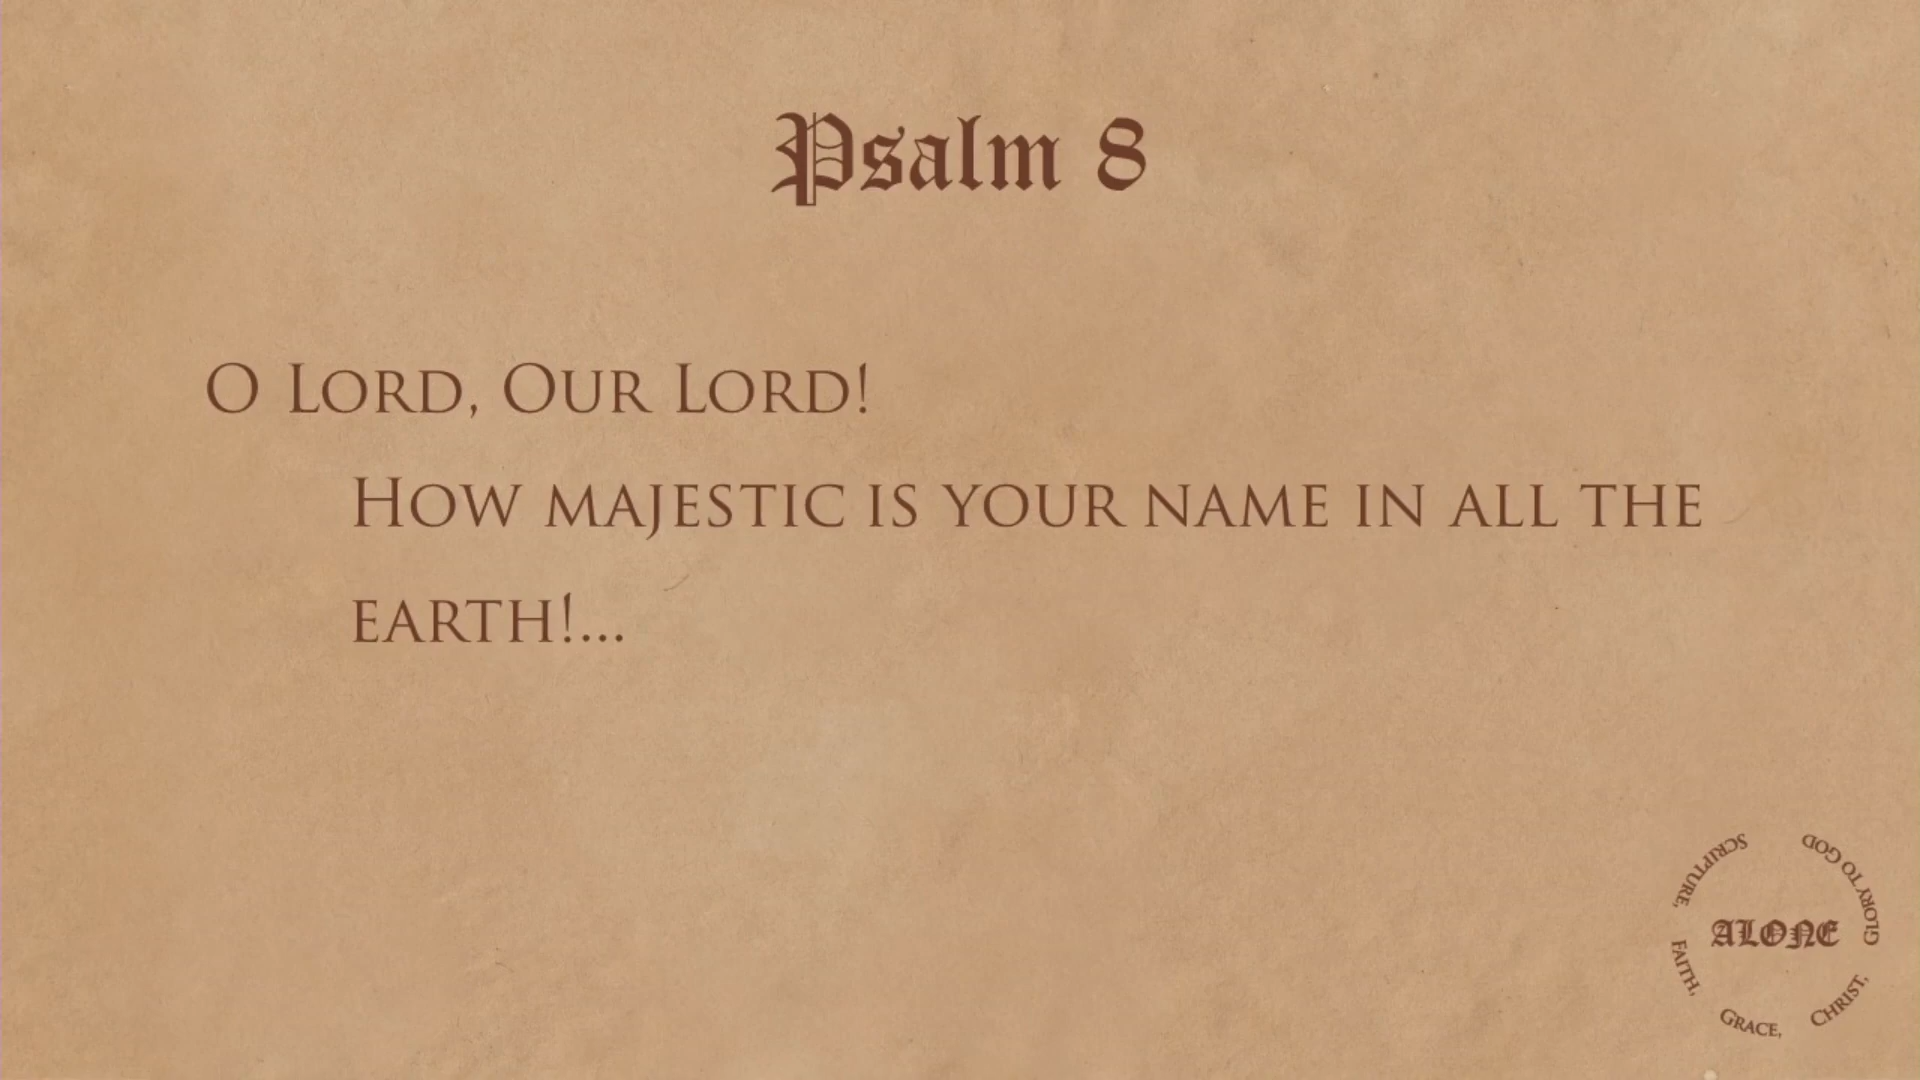 Psalm 8
O Lord, Our Lord!
How majestic is your name in all the
earth!...
Scripture,
Faith,
Grace,
Christ,
Glory to God
ALONE